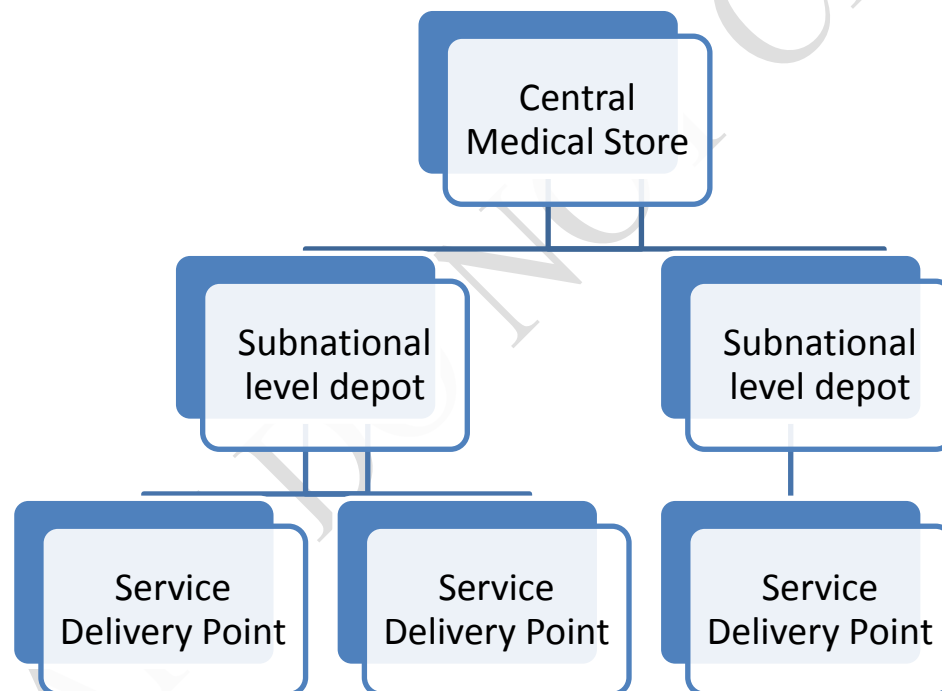 Central
Medical Store
Subnational
level depot
Subnational
level depot
Service
Delivery Point
Service
Delivery Point
Service
Delivery Point